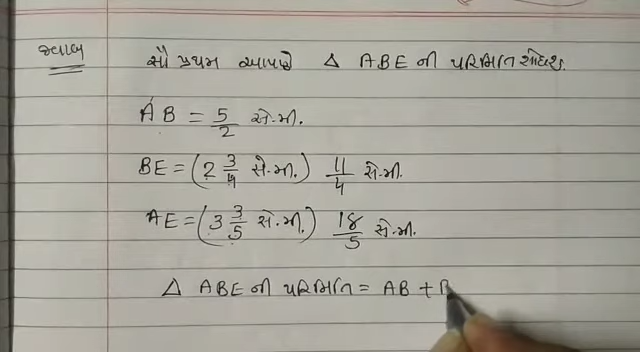 જવાબ
સૌ પ્રથમ આપણે △ ABE ની પરિમિતિ શોધીશું.
AB = 5/2 સે.મી.
BE = (2 3/4 સે.મી.) 11/4 સે.મી.
AE = (3 3/5 સે.મી.) 18/5 સે.મી.
△ ABE ની પરિમિતિ = AB + B